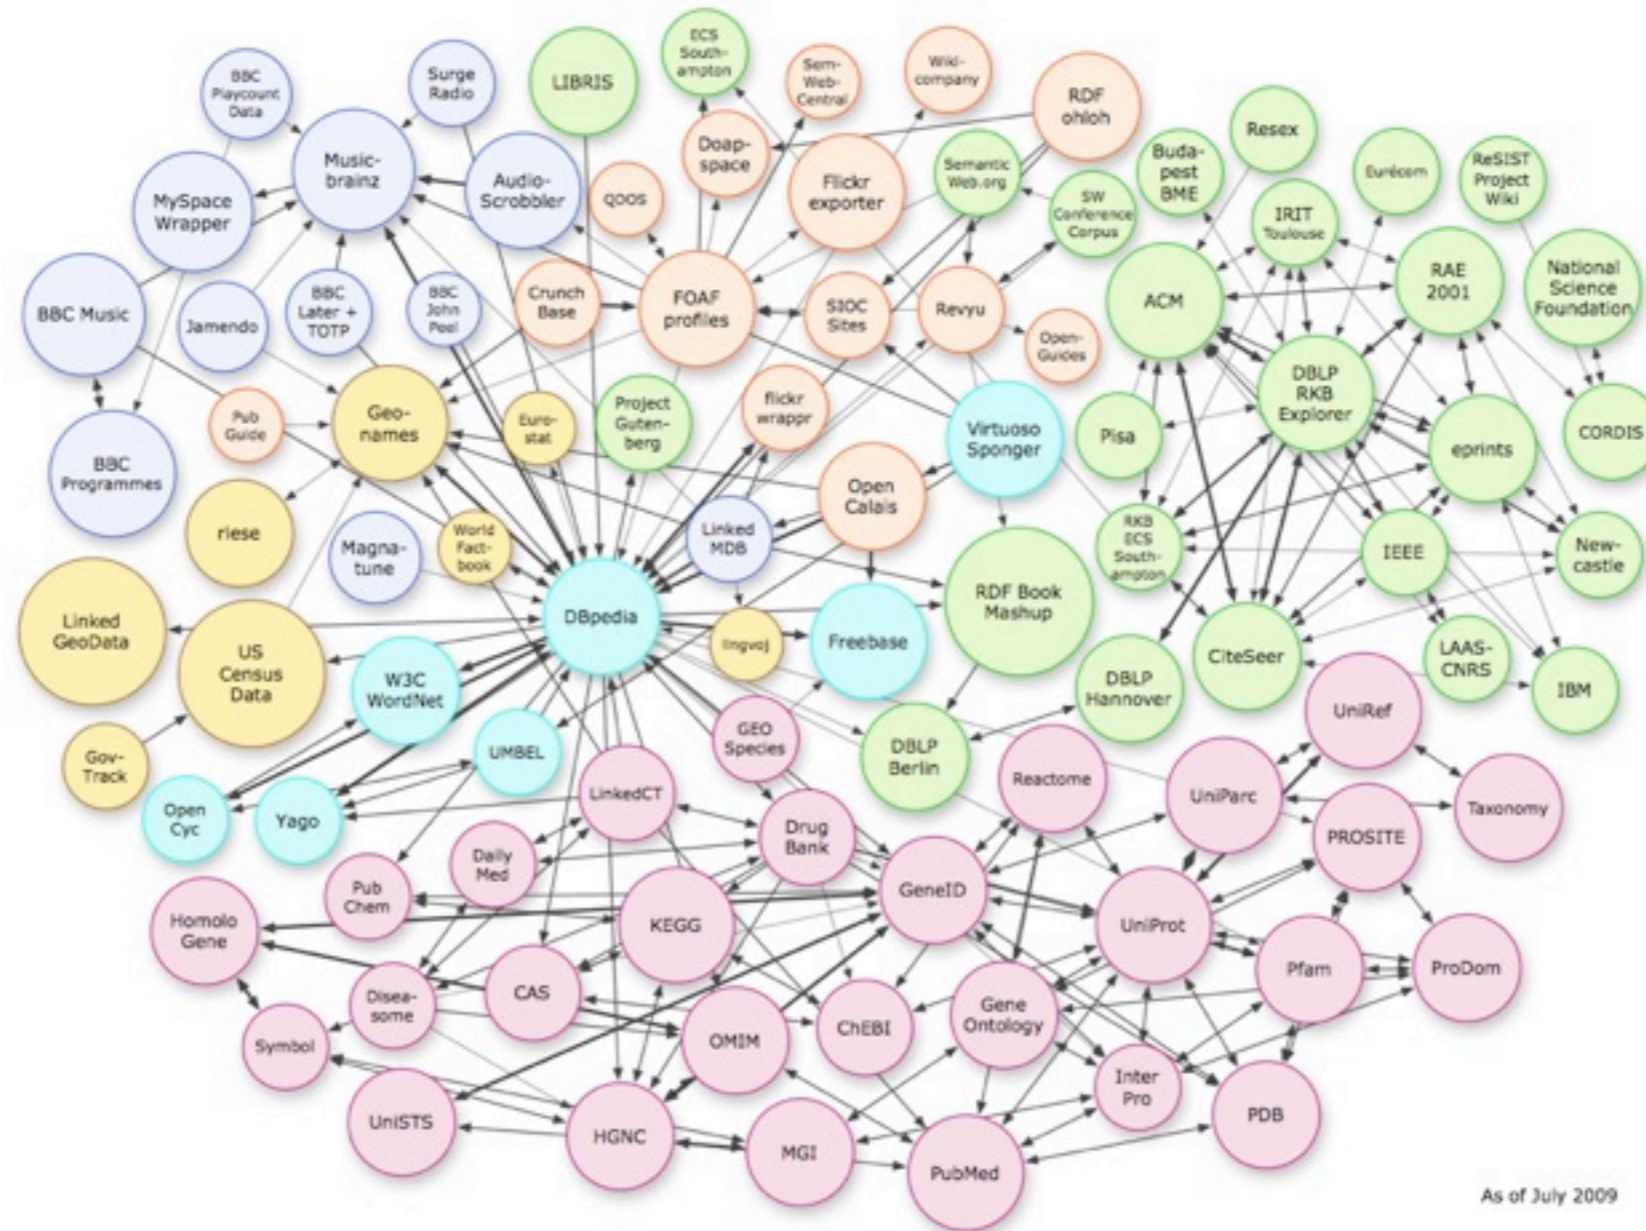 BBC
Playcount
Data
Surge
Radio
LIBRIS
ECS
South-
ampton
Sem-
Web-
Central
Wiki-
company
RDF
ohloh
Music-
brainz
Doap-
space
Resex
MySpace
Wrapper
Audio-
Scrobbler
QDOS
Flickr
exporter
Semantic
Web.org
SW
Conference
Corpus
Buda-
pest
BME
Eurécom
ReSIST
Project
Wiki
IRIT
Toulouse
BBC Music
Jamendo
BBC
Later +
TOTP
BBC
John
Peel
Crunch
Base
FOAF
profiles
SIOC
Sites
Revyu
Open-
Guides
ACM
RAE
2001
National
Science
Foundation
Pub
Guide
Geo-
names
Euro-
stat
Project
Guten-
berg
flickr
wrappr
Virtuoso
Sponger
Pisa
DBLP
RKB
Explorer
eprints
CORDIS
BBC
Programmes
riese
Magna-
tune
World
Fact-
book
Linked
MDB
Open
Calais
RKB
ECS
South-
ampton
IEEE
New-
castle
Linked
GeoData
US
Census
Data
DBpedia
lingvoj
Freebase
RDF Book
Mashup
CiteSeer
LAAS-
CNRS
IBM
W3C
WordNet
DBLP
Hannover
UniRef
Gov-
Track
UMBEL
GEO
Species
DBLP
Berlin
Open
Cyc
Yago
LinkedCT
Reactome
UniParc
Taxonomy
Daily
Med
Drug
Bank
PROSITE
Pub
Chem
GeneID
Homolo
Gene
KEGG
UniProt
Pfam
ProDom
Disea-
some
CAS
Gene
Ontology
Symbol
OMIM
ChEBI
Inter
Pro
UniSTS
HGNC
MGI
PubMed
PDB
As of July 2009